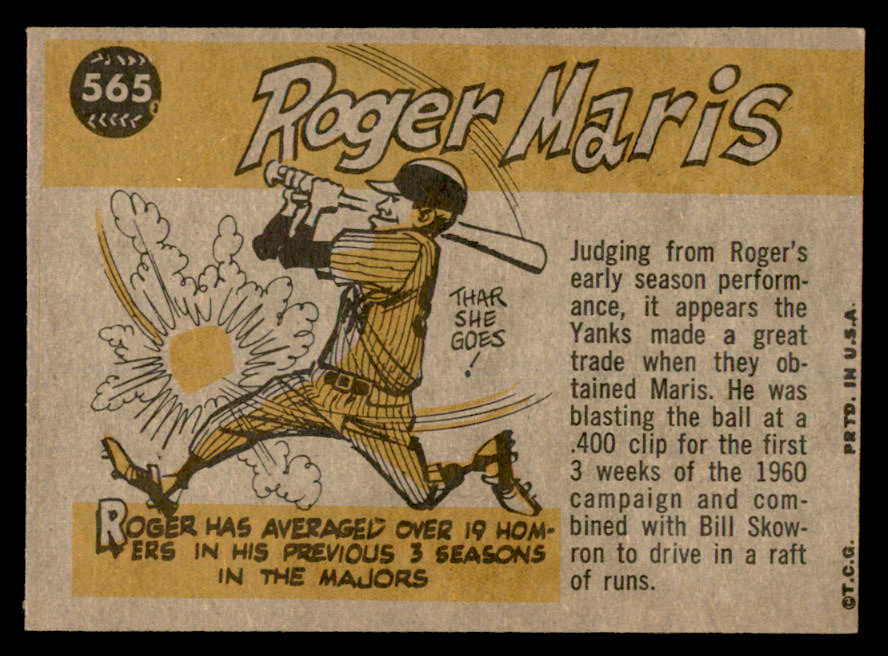 565
Roger Maris
THAR
SHE
GOES
!
Judging from Roger's
early season perform-
ance, it appears the
Yanks made a great
trade when they ob-
tained Maris. He was
blasting the ball at a
.400 clip for the first
3 weeks of the 1960
campaign and com-
bined with Bill Skow-
ron to drive in a raft
of runs.
ROGER HAS AVERAGED OVER 19 HOM-
ERS IN HIS PREVIOUS 3 SEASONS
IN THE MAJORS
©T.C.G. PRTD. IN U.S.A.